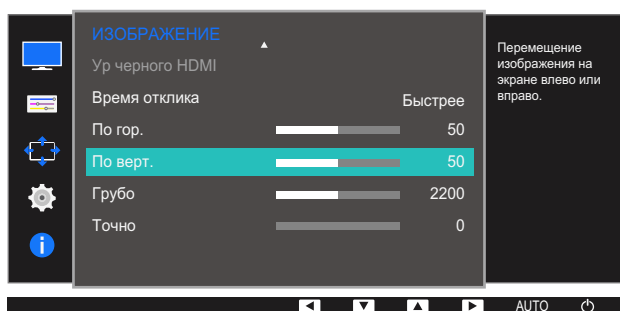 ИЗОБРАЖЕНИЕ
Ур черного HDMI
Время отклика Быстрее
По гор. 50
По верт. 50
Грубо 2200
Точно 0
Перемещение
изображения на
экране влево или
вправо.
AUTO